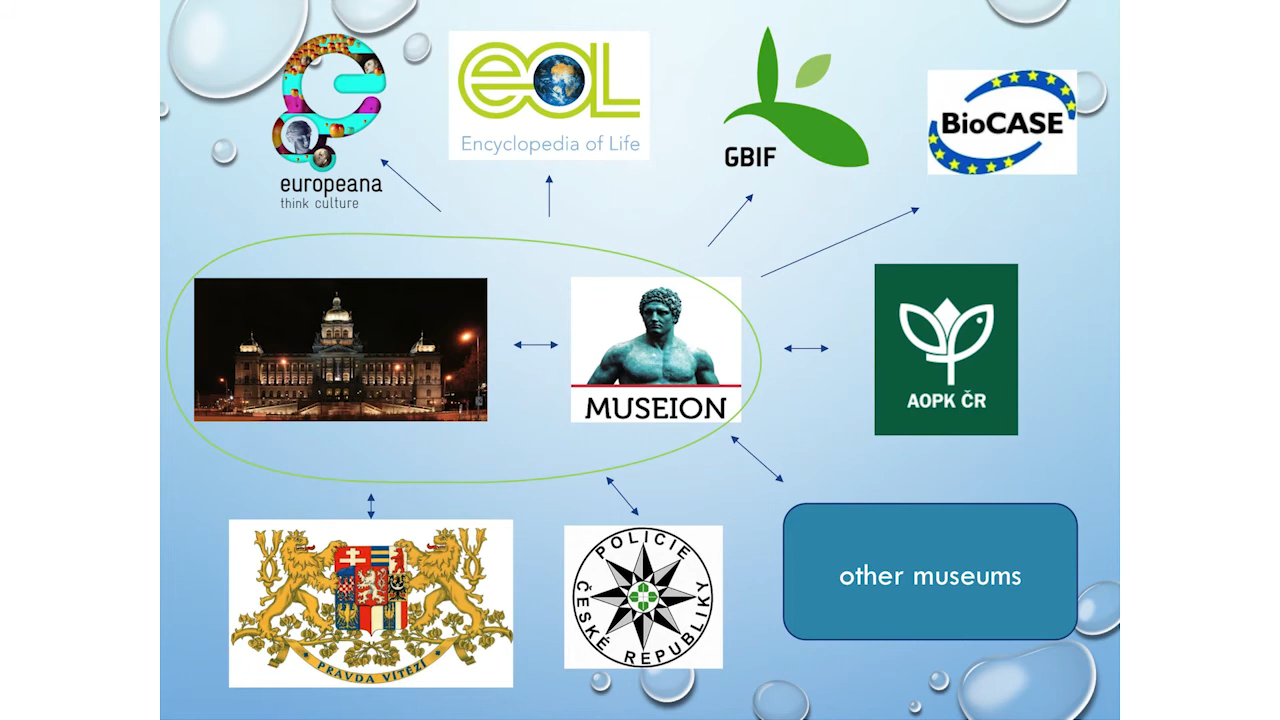 europeana
think culture
eOL
Encyclopedia of Life
GBIF
BioCASE
MUSEION
AOPK ČR
PRAVDA VÍTĚZÍ
POLICIE
ČESKÉ REPUBLIKY
other museums